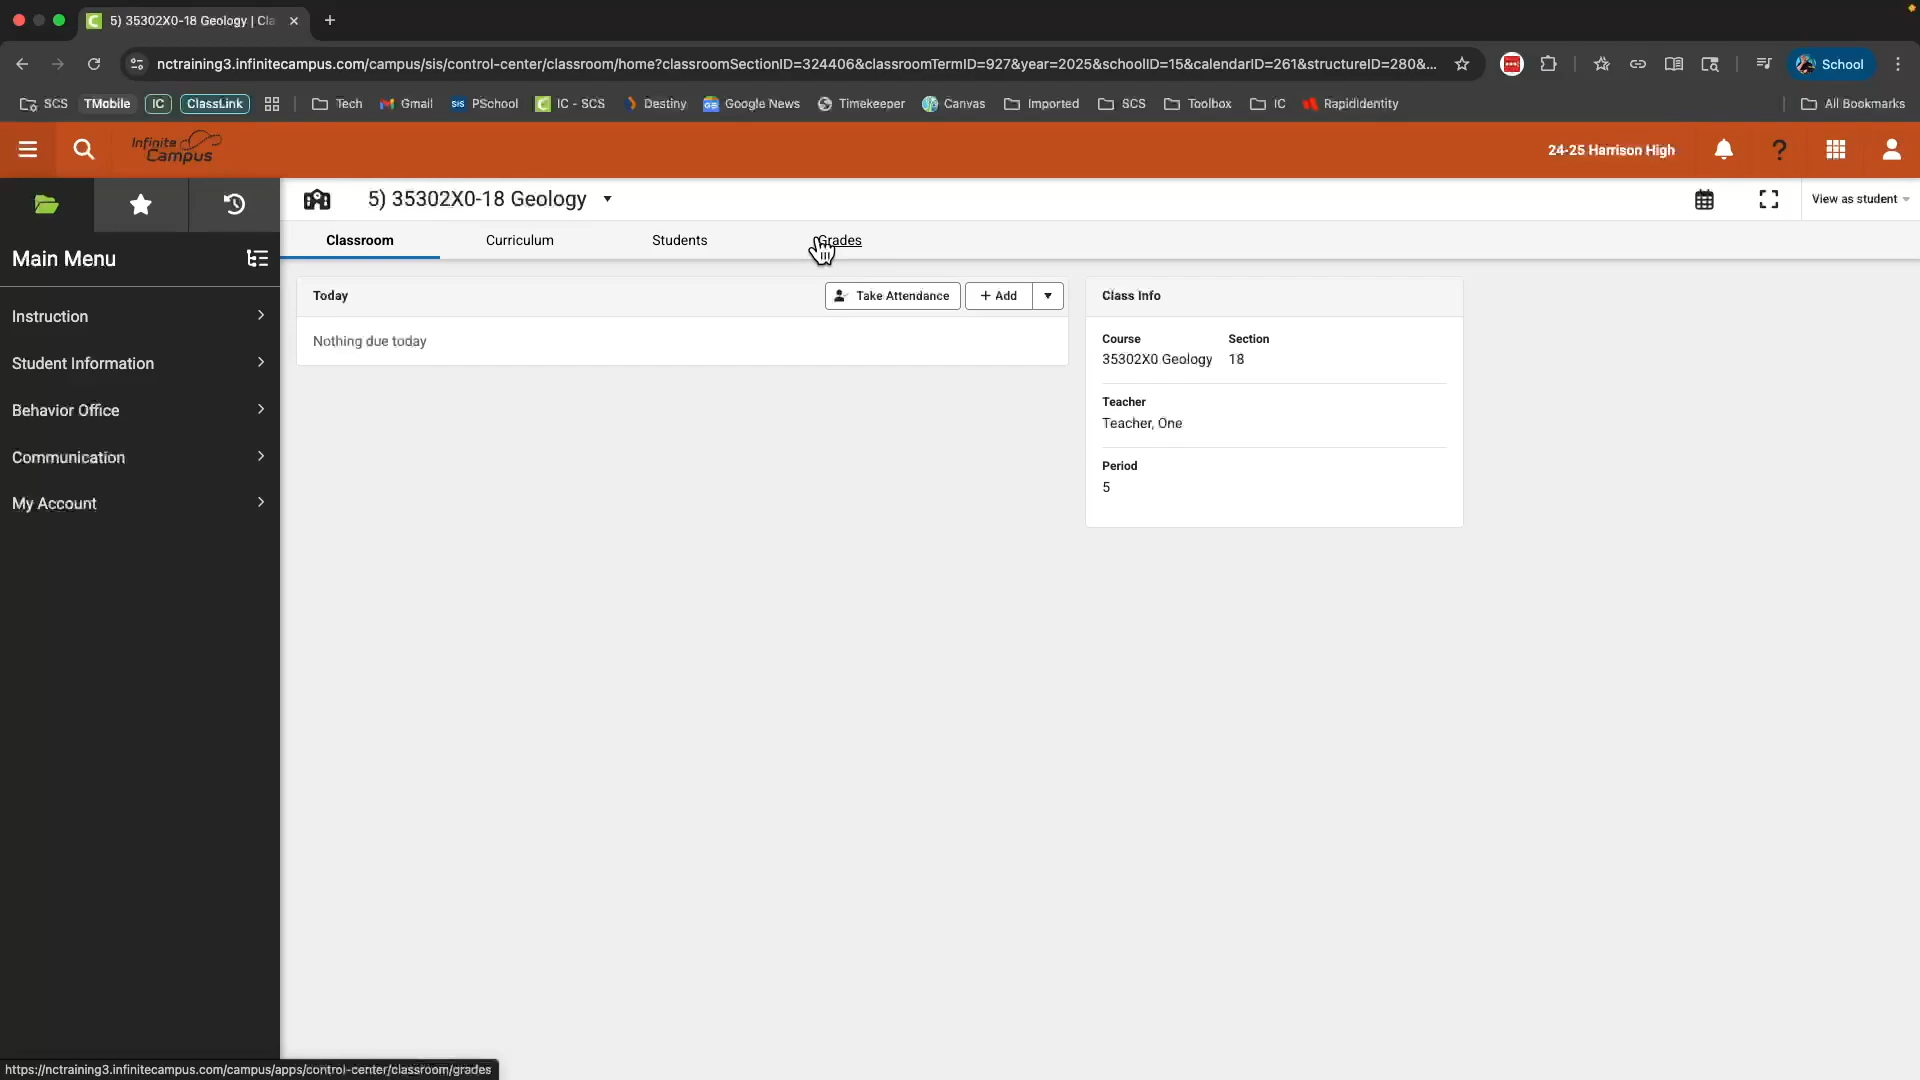 5) 35302X0-18 Geology | Cla
nctraining3.infinitecampus.com/campus/sis/control-center/classroom/home?classroomSectionID=324406&classroomTermID=927&year=2025&schoolID=15&calendarID=261&structureID=280&...
School
SCS TMobile IC ClassLink Tech Gmail SIS PSchool IC - SCS Destiny Google News Timekeeper Canvas Imported SCS Toolbox IC RapidIdentity All Bookmarks
Infinite Campus
24-25 Harrison High
5) 35302X0-18 Geology
View as student
Classroom Curriculum Students Grades
Main Menu
Instruction
Student Information
Behavior Office
Communication
My Account
Today
Take Attendance
+ Add
Nothing due today
Class Info
Course Section
35302X0 Geology 18
Teacher
Teacher, One
Period
5
https://nctraining3.infinitecampus.com/campus/apps/control-center/classroom/grades